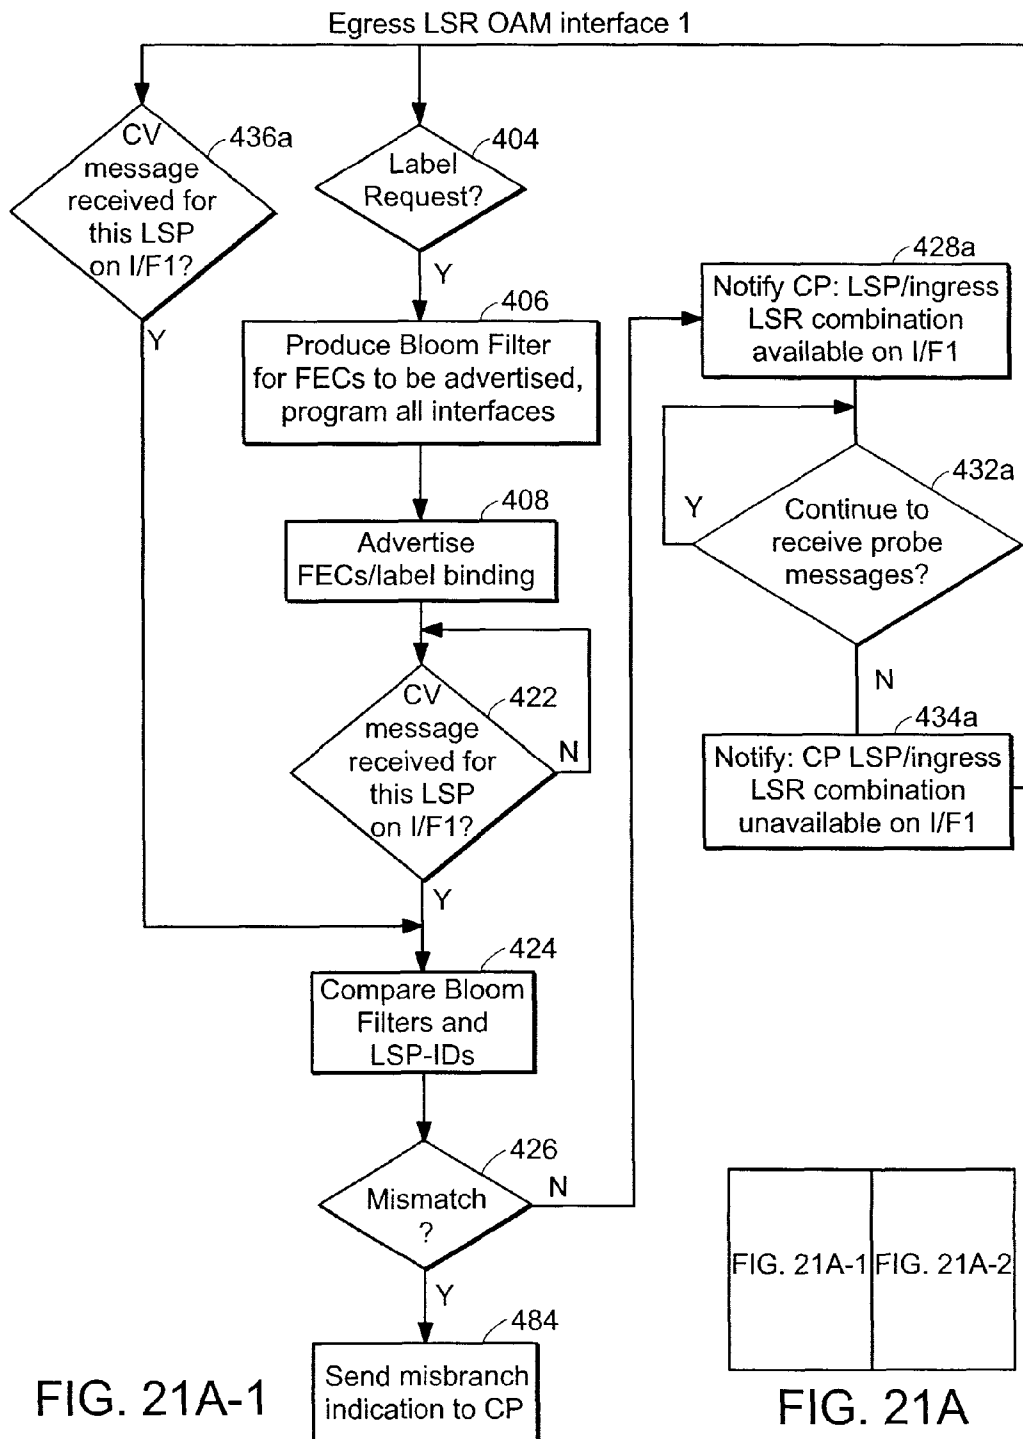 Egress LSR OAM interface 1
CV
message
received for
this LSP
on I/F1?
436a
Y
Label
Request?
404
Y
406
Produce Bloom Filter
for FECs to be advertised,
program all interfaces
408
Advertise
FECs/label binding
CV
message
received for
this LSP
on I/F1?
422
N
Y
424
Compare Bloom
Filters and
LSP-IDs
426
Mismatch
?
N
Y
484
Send misbranch
indication to CP
428a
Notify CP: LSP/ingress
LSR combination
available on I/F1
432a
Y
Continue to
receive probe
messages?
N
434a
Notify: CP LSP/ingress
LSR combination
unavailable on I/F1
FIG. 21A-1
FIG. 21A-1
FIG. 21A-2
FIG. 21A